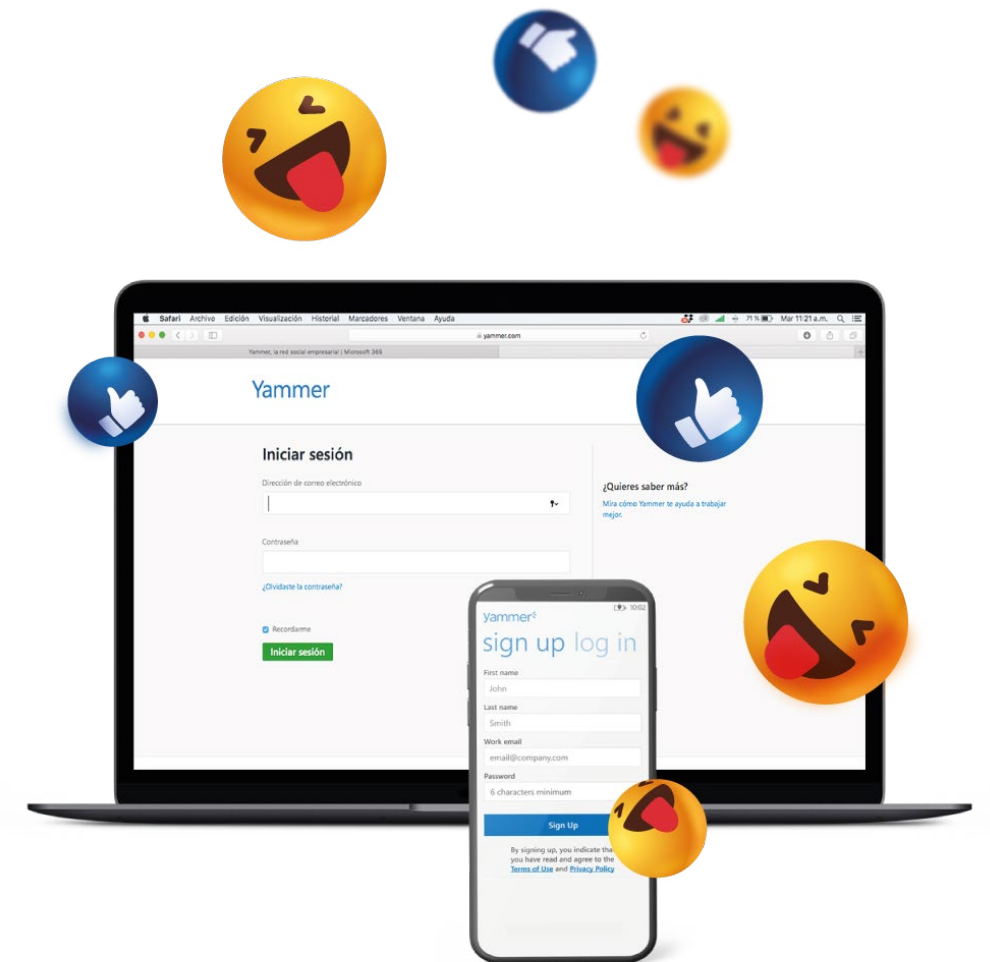 Safari Archivo Edición Visualización Historial Marcadores Ventana Ayuda
71% Mar 11:21 a.m.
yammer.com
Yammer, la red social empresarial | Microsoft 365
Yammer
Iniciar sesión
Dirección de correo electrónico
¿Quieres saber más?
Mira cómo Yammer te ayuda a trabajar
mejor.
Contraseña
¿Olvidaste la contraseña?
Recordarme
Iniciar sesión
10:02
yammer
sign up log in
First name
John
Last name
Smith
Work email
email@company.com
Password
6 characters minimum
Sign Up
By signing up, you indicate tha
you have read and agree to the
Terms of Use and Privacy Policy